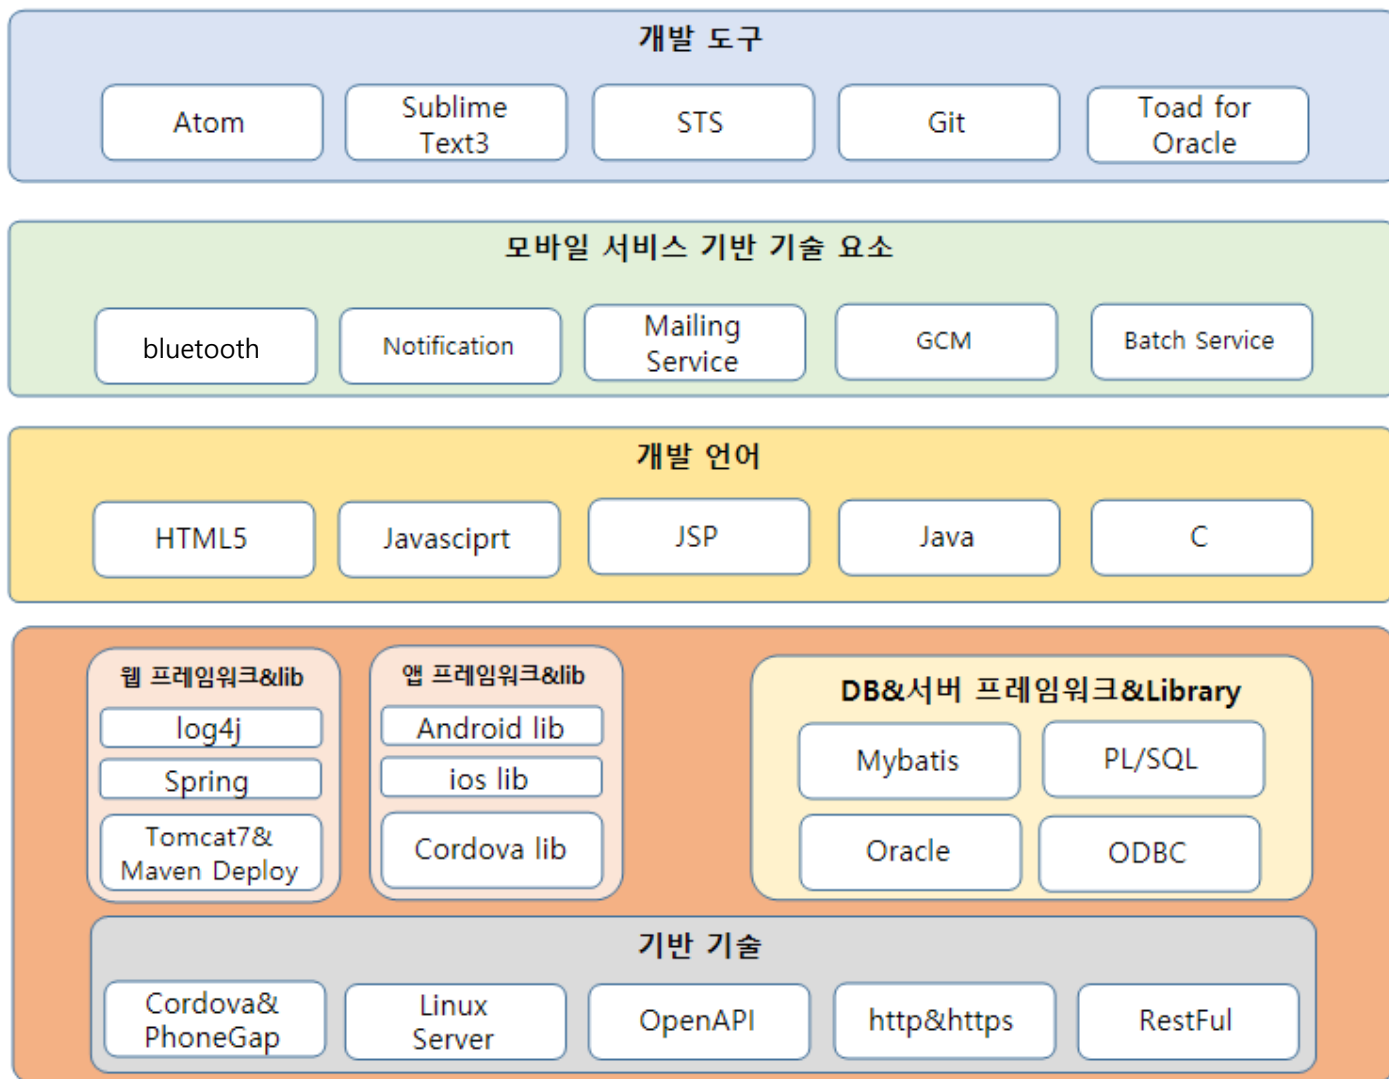 개발 도구
Atom
Sublime
Text3
STS
Git
Toad for
Oracle
모바일 서비스 기반 기술 요소
bluetooth
Notification
Mailing
Service
GCM
Batch Service
개발 언어
HTML5
Javasciprt
JSP
Java
C
웹 프레임워크&lib
log4j
Spring
Tomcat7&
Maven Deploy
앱 프레임워크&lib
Android lib
ios lib
Cordova lib
DB&서버 프레임워크&Library
Mybatis
PL/SQL
Oracle
ODBC
기반 기술
Cordova&
PhoneGap
Linux
Server
OpenAPI
http&https
RestFul